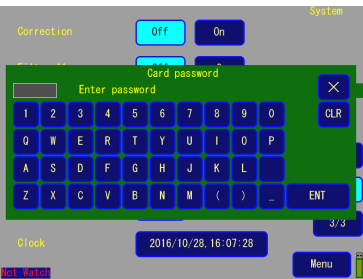 System
Correction Off On
Card password
Enter password X
1 2 3 4 5 6 7 8 9 0 CLR
Q W E R T Y U I O P
A S D F G H J K L
Z X C V B N M ( ) _ ENT
3/3
Clock 2016/10/28,16:07:28
Not Watch Menu